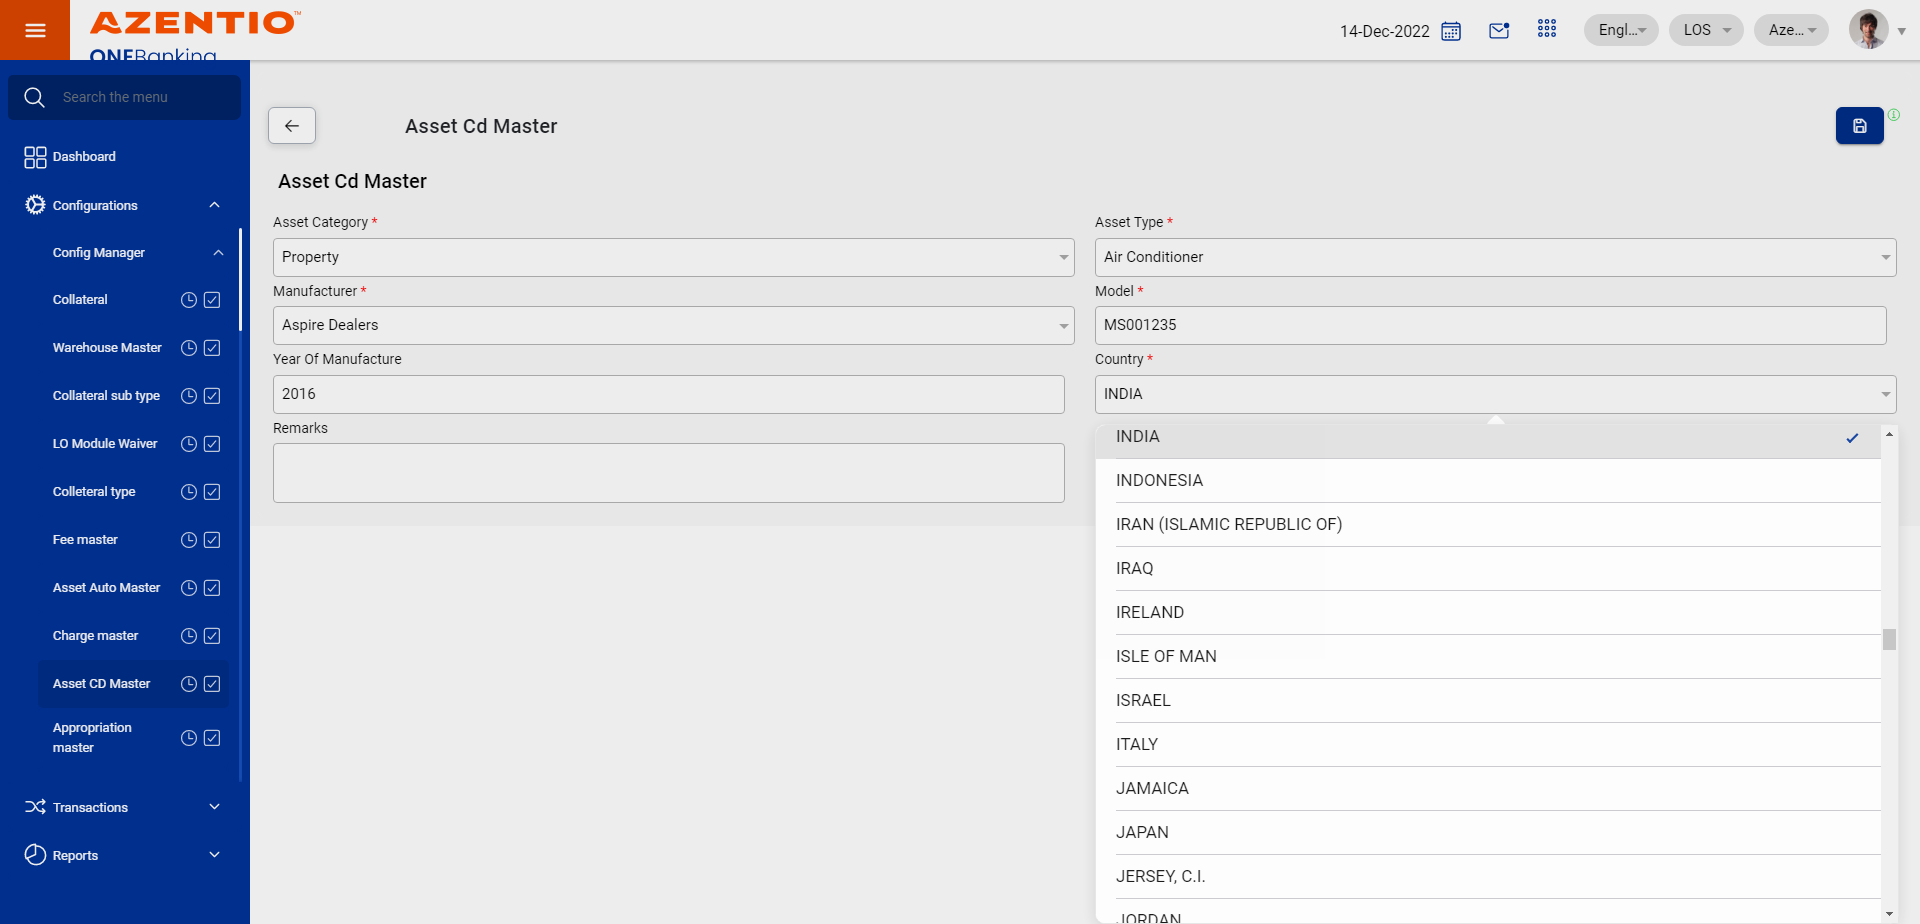 AZENTIO™
ONEBanking
14-Dec-2022
Engl...
LOS
Aze...
Search the menu
Dashboard
Configurations
Config Manager
Collateral
Warehouse Master
Collateral sub type
LO Module Waiver
Colleteral type
Fee master
Asset Auto Master
Charge master
Asset CD Master
Appropriation
master
Transactions
Reports
Asset Cd Master
Asset Cd Master
Asset Category *
Property
Asset Type *
Air Conditioner
Manufacturer *
Aspire Dealers
Model *
MS001235
Year Of Manufacture
2016
Country *
INDIA
Remarks
INDIA
INDONESIA
IRAN (ISLAMIC REPUBLIC OF)
IRAQ
IRELAND
ISLE OF MAN
ISRAEL
ITALY
JAMAICA
JAPAN
JERSEY, C.I.
JORDAN